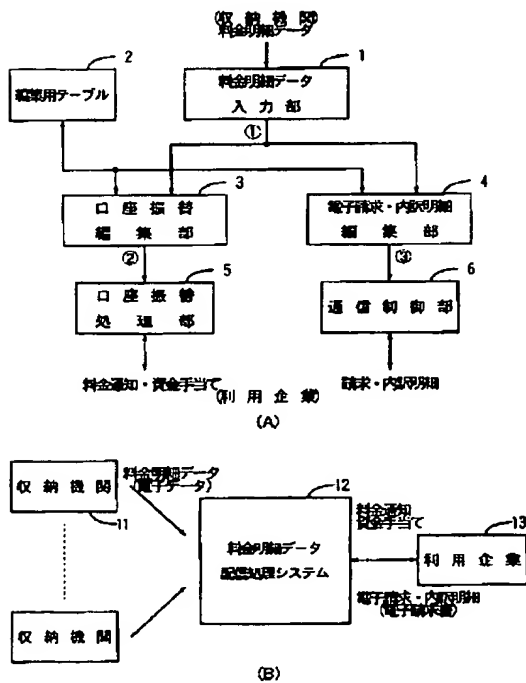 (収納機関)
料金明細データ
1
2
料金明細データ
入力部
編集用テーブル
①
3
4
口座振替
編集部
電子請求・内訳明細
編集部
②
③
5
6
口座振替
処理部
通信制御部
料金通知・資金手当て
(利用企業)
請求・内訳明細
(A)
収納機関
11
料金明細データ
(電子データ)
12
料金明細データ
配信処理システム
料金通知
資金手当て
13
利用企業
電子請求・内訳明細
(電子請求書)
収納機関
(B)